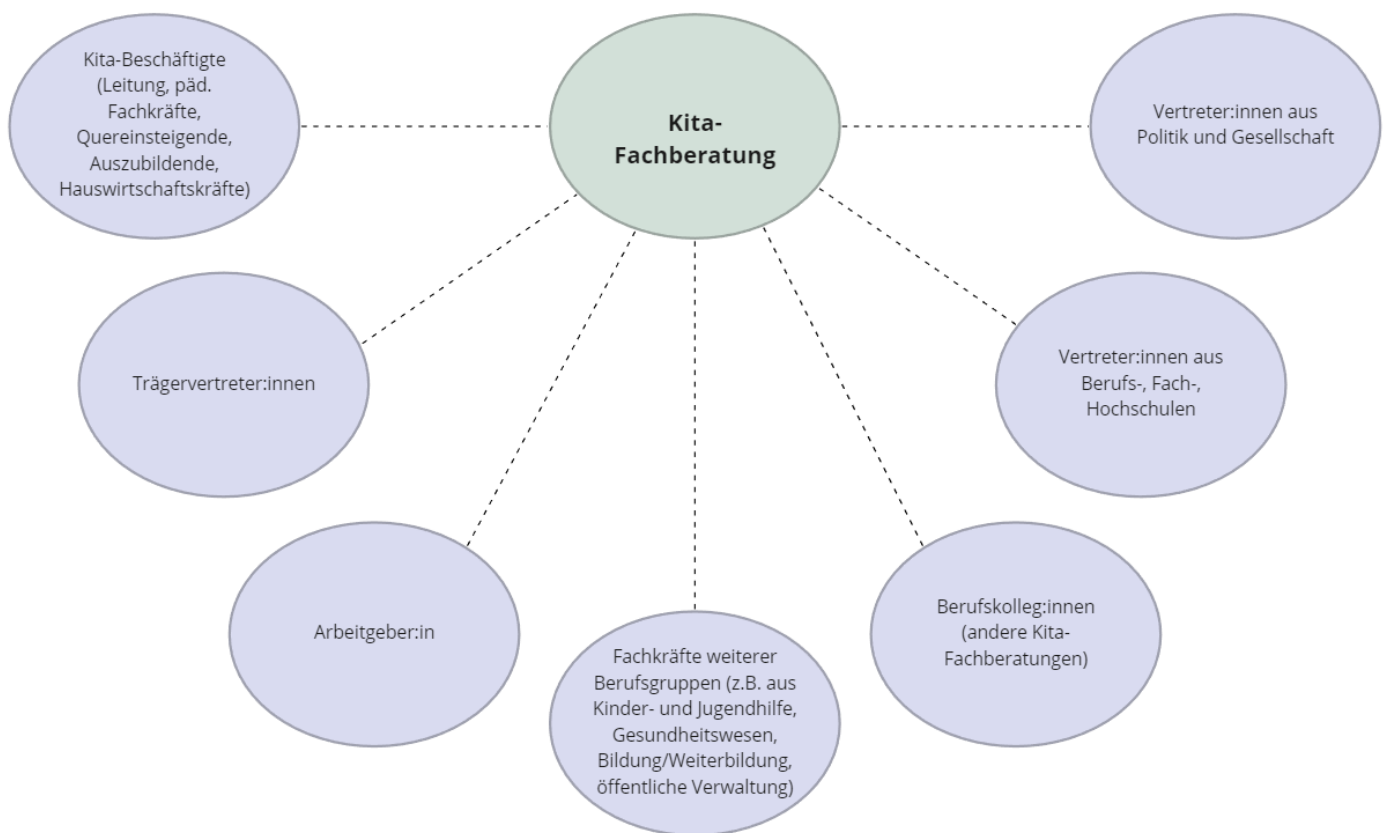 Kita-Beschäftigte
(Leitung, päd.
Fachkräfte,
Quereinsteigende,
Auszubildende,
Hauswirtschaftskräfte)
Kita-
Fachberatung
Vertreter:innen aus
Politik und Gesellschaft
Trägervertreter:innen
Vertreter:innen aus
Berufs-, Fach-,
Hochschulen
Arbeitgeber:in
Fachkräfte weiterer
Berufsgruppen (z.B. aus
Kinder- und Jugendhilfe,
Gesundheitswesen,
Bildung/Weiterbildung,
öffentliche Verwaltung)
Berufskolleg:innen
(andere Kita-
Fachberatungen)